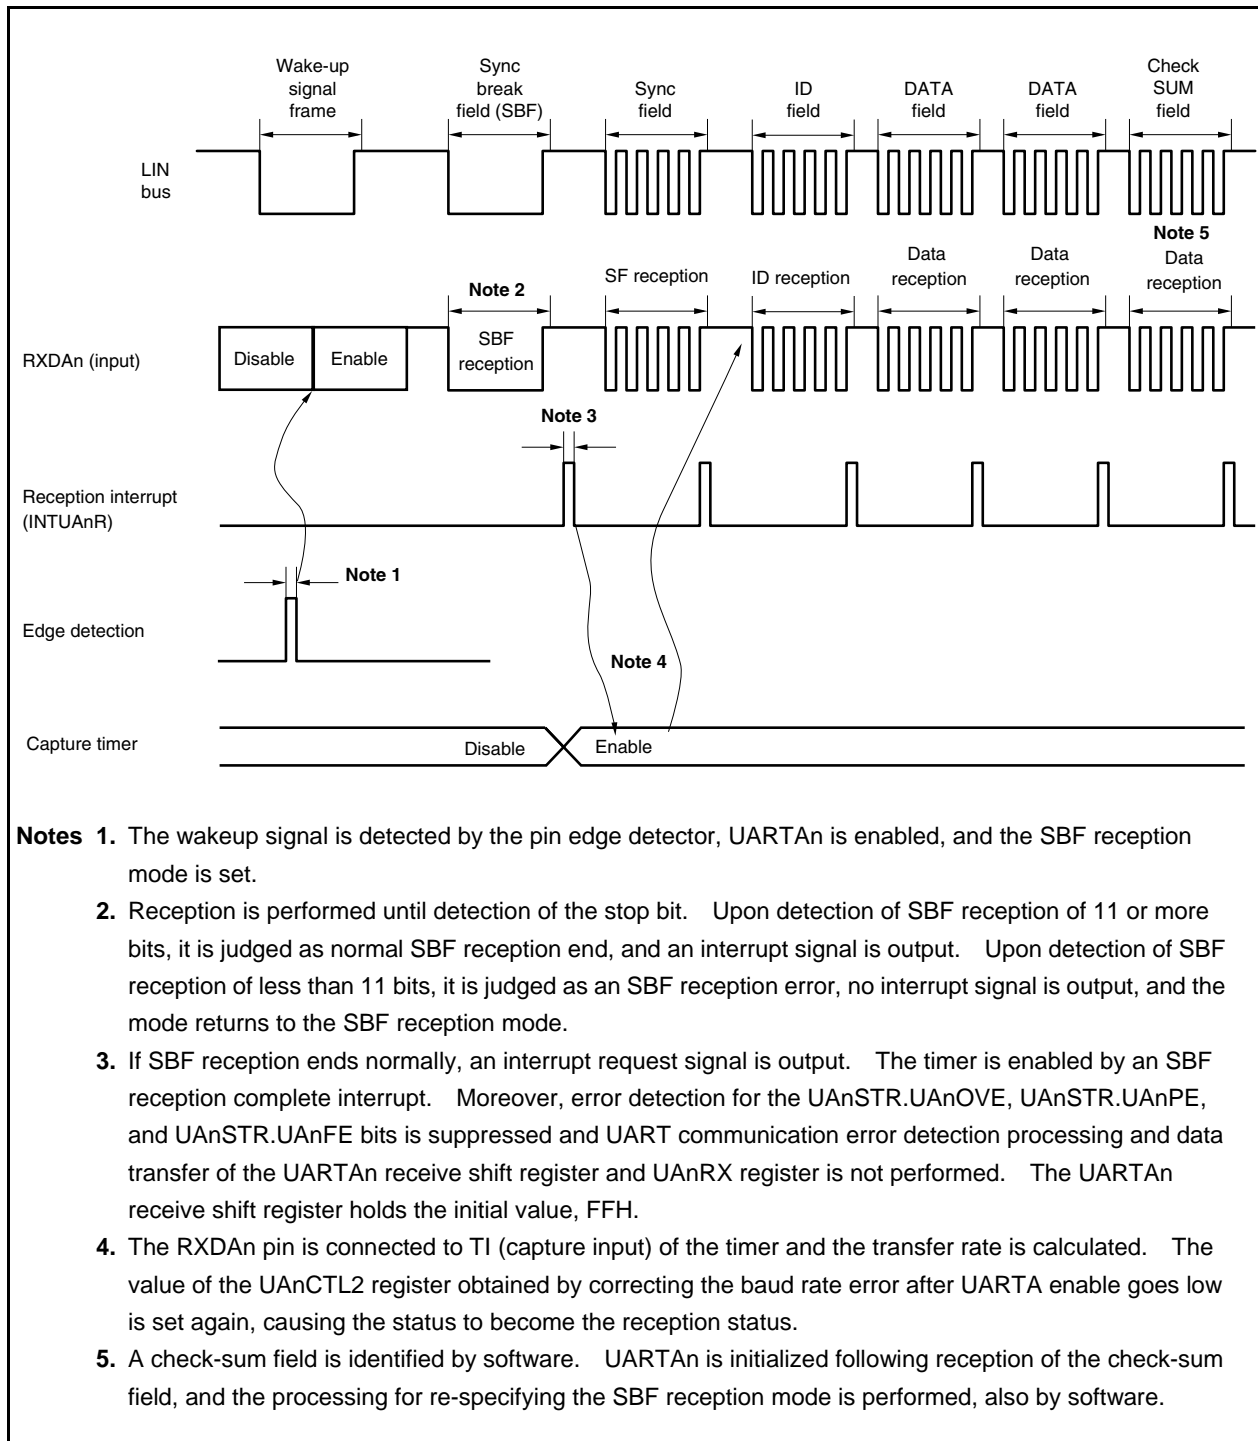 Wake-up
signal
frame
Sync
break
field (SBF)
Sync
field
ID
field
DATA
field
DATA
field
Check
SUM
field
LIN
bus
Note 5
Note 2
SF reception
ID reception
Data
reception
Data
reception
Data
reception
RXDAn (input)
Disable
Enable
SBF
reception
Note 3
Reception interrupt
(INTUAnR)
Note 1
Edge detection
Note 4
Capture timer
Disable
Enable
Notes 1. The wakeup signal is detected by the pin edge detector, UARTAn is enabled, and the SBF reception
mode is set.
2. Reception is performed until detection of the stop bit. Upon detection of SBF reception of 11 or more
bits, it is judged as normal SBF reception end, and an interrupt signal is output. Upon detection of SBF
reception of less than 11 bits, it is judged as an SBF reception error, no interrupt signal is output, and the
mode returns to the SBF reception mode.
3. If SBF reception ends normally, an interrupt request signal is output. The timer is enabled by an SBF
reception complete interrupt. Moreover, error detection for the UAnSTR.UAnOVE, UAnSTR.UAnPE,
and UAnSTR.UAnFE bits is suppressed and UART communication error detection processing and data
transfer of the UARTAn receive shift register and UAnRX register is not performed. The UARTAn
receive shift register holds the initial value, FFH.
4. The RXDAn pin is connected to TI (capture input) of the timer and the transfer rate is calculated. The
value of the UAnCTL2 register obtained by correcting the baud rate error after UARTA enable goes low
is set again, causing the status to become the reception status.
5. A check-sum field is identified by software. UARTAn is initialized following reception of the check-sum
field, and the processing for re-specifying the SBF reception mode is performed, also by software.